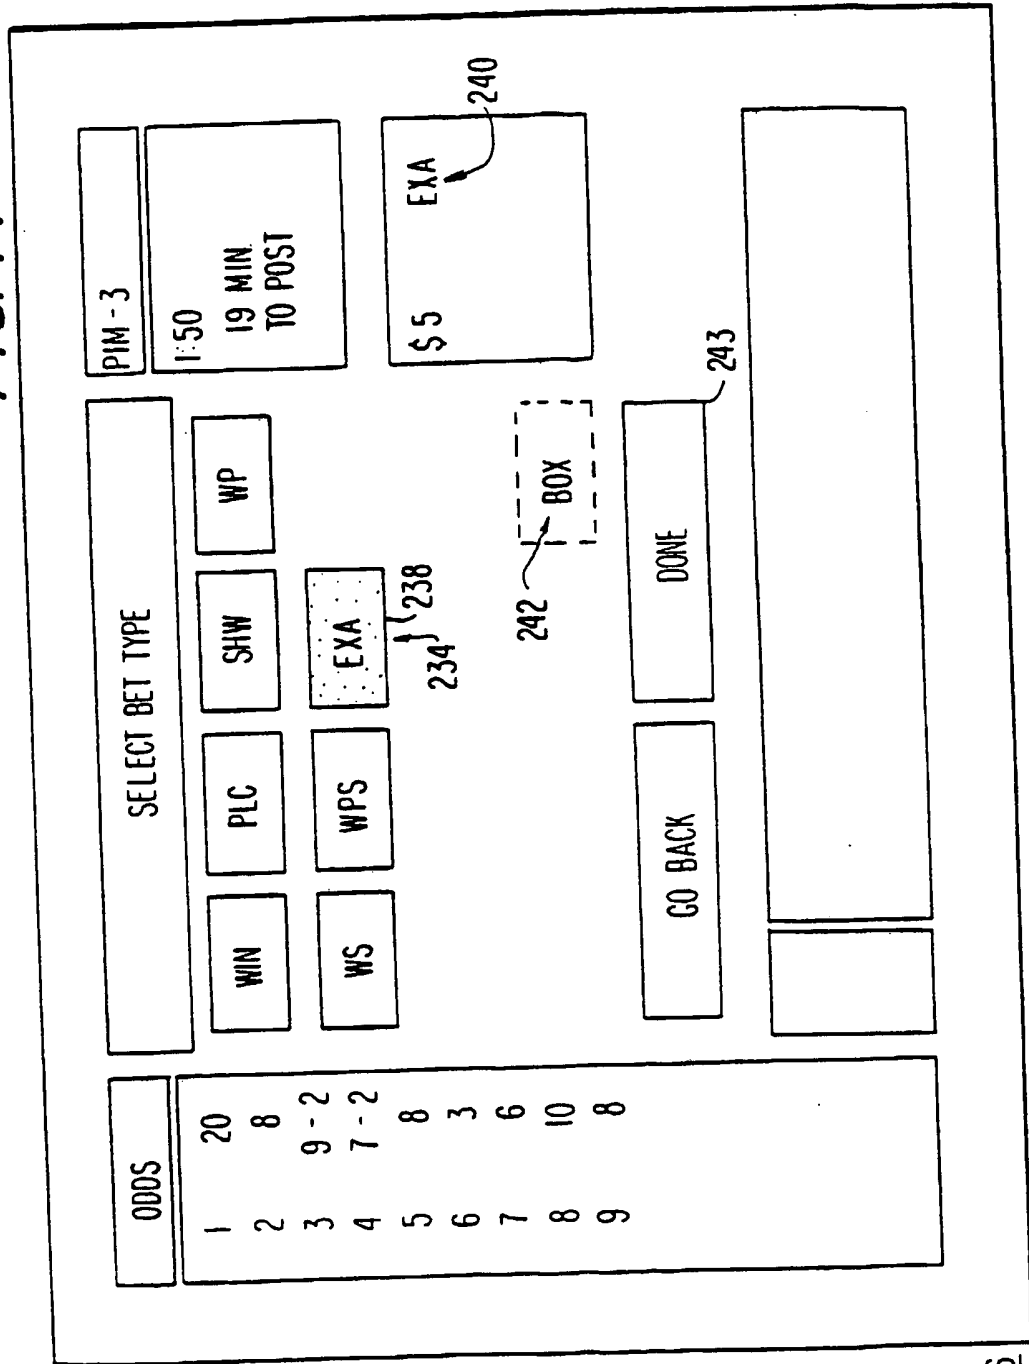 ODDS
1 20
2 8
3 9 - 2
4 7 - 2
5 8
6 3
7 6
8 10
9 8
SELECT BET TYPE
WIN PLC SHW WP
WS WPS EXA
234 238
242
BOX
GO BACK DONE
243
PIM - 3
1:50
19 MIN.
TO POST
$ 5 EXA
240